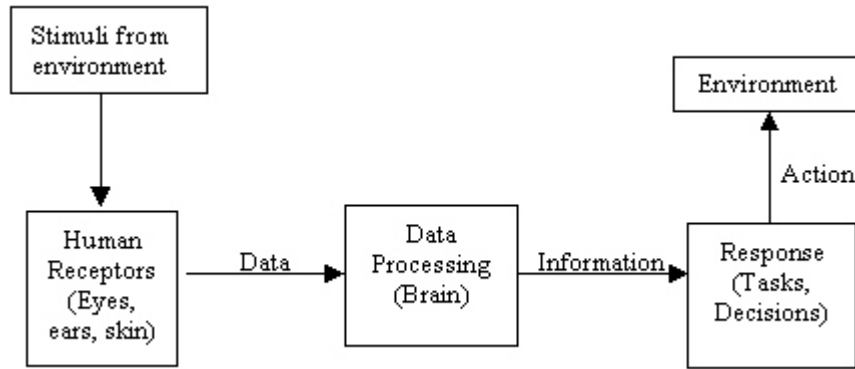 Stimuli from
environment
Environment
Action
Human
Receptors
(Eyes,
ears, skin)
Data
Data
Processing
(Brain)
Information
Response
(Tasks,
Decisions)